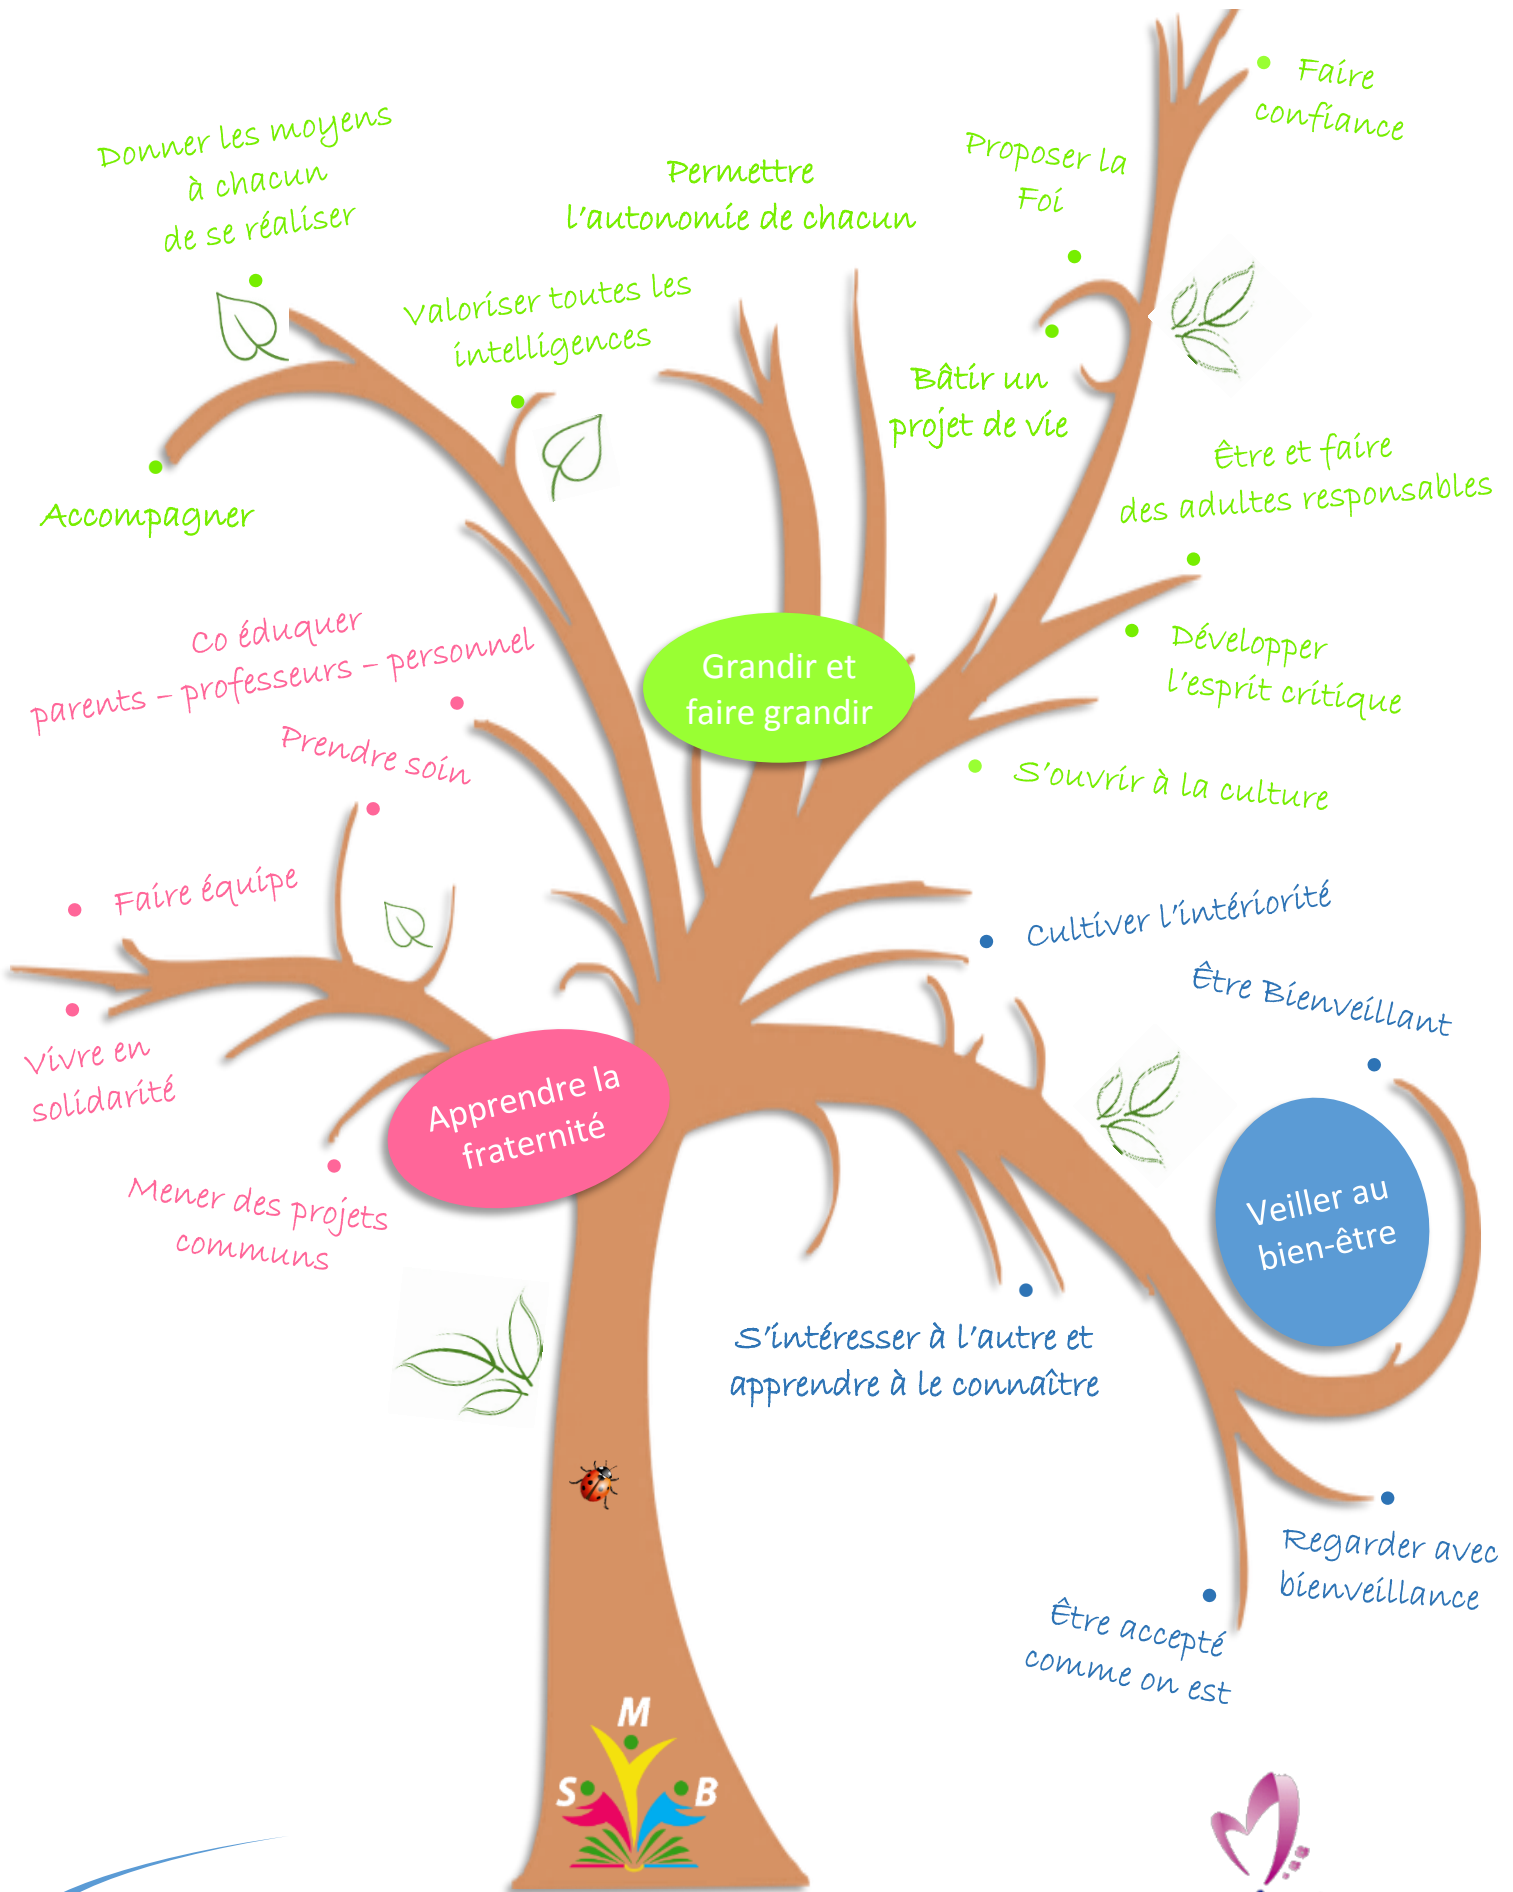 Faire
confiance
Donner les moyens
à chacun
de se réaliser
Permettre
l'autonomie de chacun
Proposer la
Foi
Valoriser toutes les
intelligences
Bâtir un
projet de vie
Être et faire
des adultes responsables
Accompagner
Grandir et
faire grandir
Développer
l'esprit critique
S'ouvrir à la culture
Co éduquer
parents – professeurs – personnel
Prendre soin
Faire équipe
Vivre en
solidarité
Apprendre la
fraternité
Mener des projets
communs
Cultiver l'intériorité
Être Bienveillant
Veiller au
bien-être
S'intéresser à l'autre et
apprendre à le connaître
Regarder avec
bienveillance
Être accepté
comme on est
M
S B